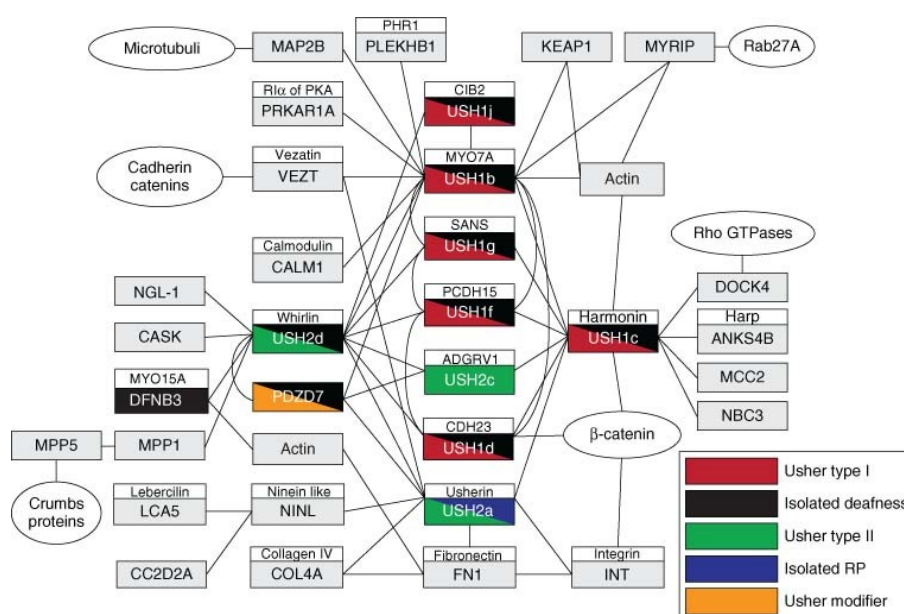 PHR1
Microtubuli
MAP2B
PLEKHB1
KEAP1
MYRIP
Rab27A
RIα of PKA
PRKAR1A
CIB2
USH1j
Vezatin
VEZT
MYO7A
USH1b
Cadherin
catenins
Actin
SANS
USH1g
Calmodulin
CALM1
Rho GTPases
NGL-1
PCDH15
USH1f
DOCK4
Whirlin
USH2d
Harmonin
USH1c
Harp
ANKS4B
CASK
ADGRV1
USH2c
MYO15A
DFNB3
PDZD7
MCC2
NBC3
CDH23
USH1d
β-catenin
MPP5
MPP1
Actin
Crumbs
proteins
Lebercilin
LCA5
Ninein like
NINL
Usherin
USH2a
CC2D2A
Collagen IV
COL4A
Fibronectin
FN1
Integrin
INT
Usher type I
Isolated deafness
Usher type II
Isolated RP
Usher modifier